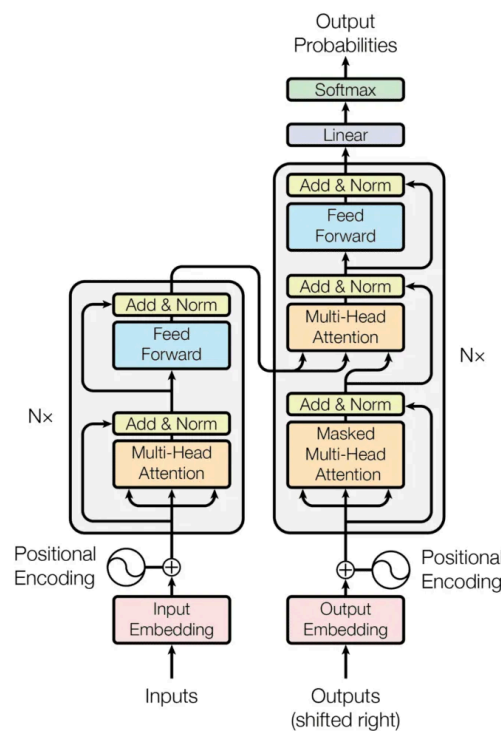 Output
Probabilities
Softmax
Linear
Add & Norm
Feed
Forward
Add & Norm
Multi-Head
Attention
Add & Norm
Masked
Multi-Head
Attention
Nx
Add & Norm
Feed
Forward
Add & Norm
Multi-Head
Attention
N×
Positional
Encoding
Positional
Encoding
Input
Embedding
Output
Embedding
Inputs
Outputs
(shifted right)